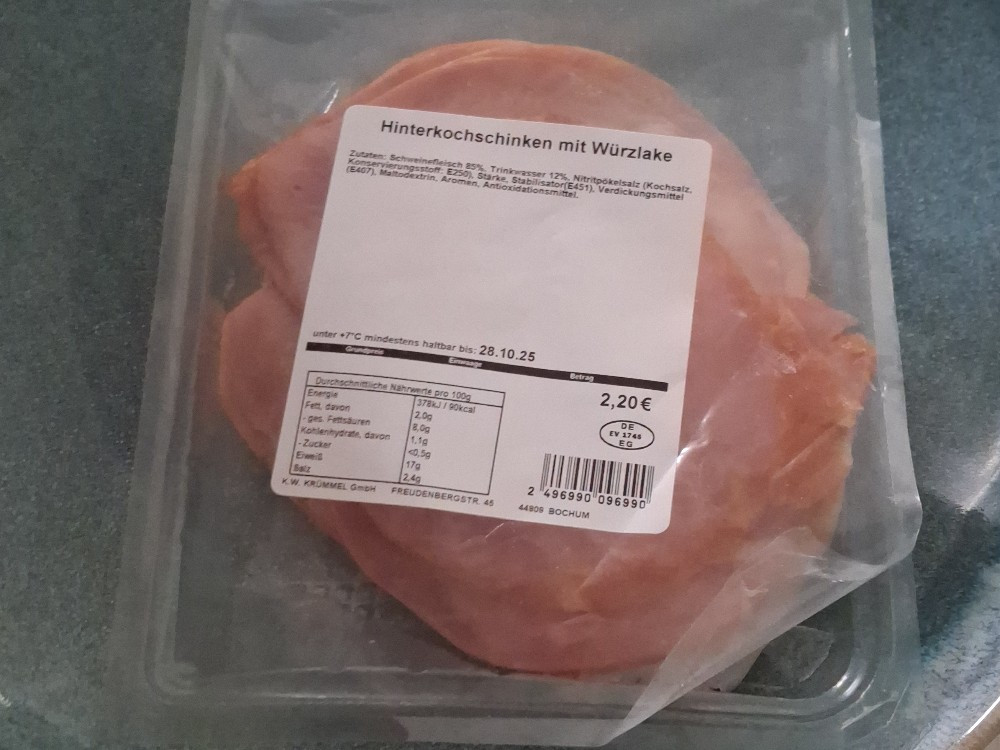 Hinterkochschinken mit Würzlake
Zutaten: Schweinefleisch 85%, Trinkwasser 12%, Nitritpökelsalz (Kochsalz,
Konservierungsstoff: E250), Stärke, Stabilisator(E451), Verdickungsmittel
(E407), Maltodextrin, Aromen, Antioxidationsmittel.
unter +7°C mindestens haltbar bis: 28.10.25
Grundpreis Einwaage Betrag
2,20€
Durchschnittliche Nährwerte pro 100g
Energie 378kJ / 90kcal
Fett, davon 2,0g
- ges. Fettsäuren 8,0g
Kohlenhydrate, davon 1,1g
- Zucker <0,5g
Eiweiß 17g
Salz 2,4g
DE
EV 1746
EG
2 496990 096990
K.W. KRÜMMEL GmbH FREUDENBERGSTR. 45 44809 BOCHUM